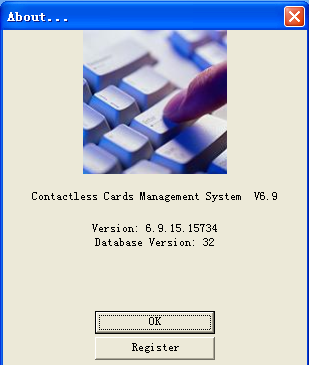 About...
Contactless Cards Management System V6.9
Version: 6.9.15.15734
Database Version: 32
OK
Register